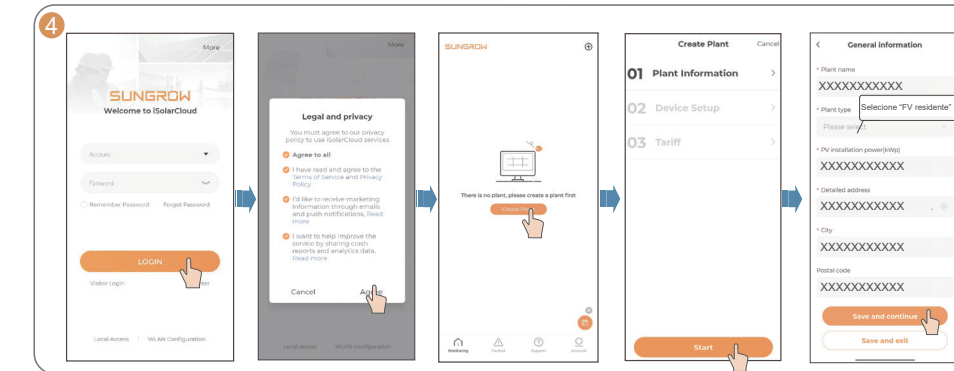 4
More
SUNGROW
Welcome to iSolarCloud
Account
Password
Remember Password Forgot Password
LOGIN
Visitor Login
Local Access | WLAN Configuration
More
Legal and privacy
You must agree to our privacy
policy to use iSolarCloud services
Agree to all
I have read and agree to the
Terms of Service and Privacy
Policy
I'd like to receive marketing
information through emails
and push notifications, Read
more
I want to help improve the
service by sharing crash
reports and analytics data,
Read more
Cancel Agree
Local access WLAN configuration
SUNGROW
There is no plant, please create a plant first
Create
Monitoring Faulted Support Account
Create Plant Cancel
01 Plant Information
02 Device Setup
03 Tariff
Start
General information
* Plant name
XXXXXXXXXXX
* Plant type
Selecione “FV residente”
Please select
* PV installation power(kWp)
XXXXXXXXXXX
* Detailed address
XXXXXXXXXXX
* City
XXXXXXXXXXX
Postal code
XXXXXXXXXXX
Save and continue
Save and exit